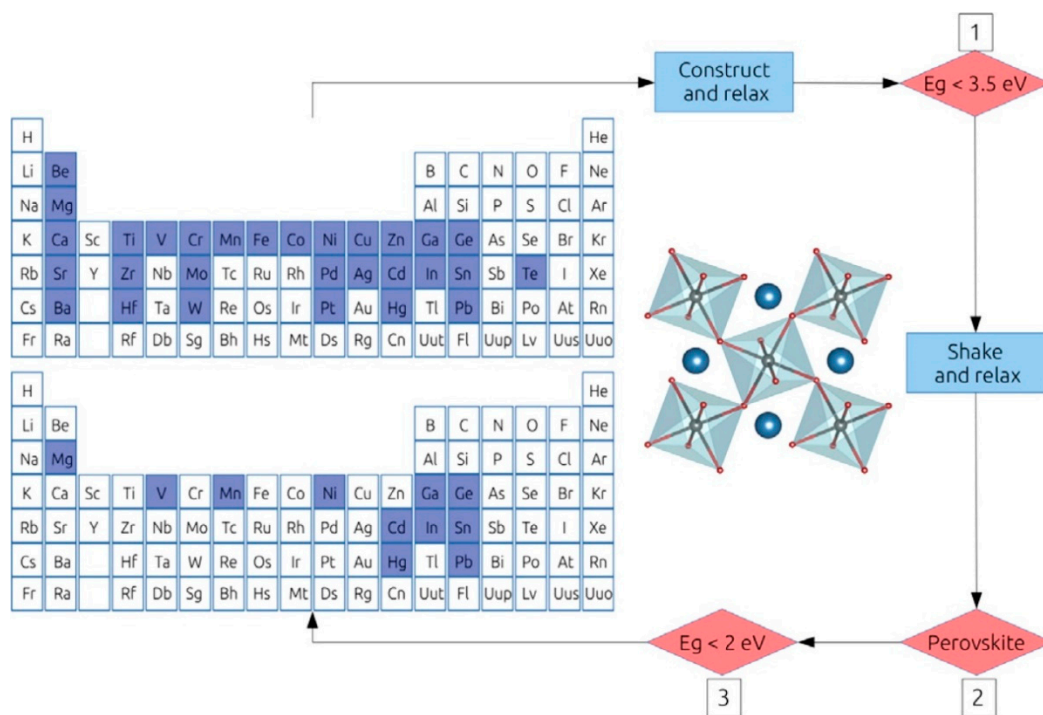 1
Construct
and relax
Eg < 3.5 eV
H He
Li Be B C N O F Ne
Na Mg Al Si P S Cl Ar
K Ca Sc Ti V Cr Mn Fe Co Ni Cu Zn Ga Ge As Se Br Kr
Rb Sr Y Zr Nb Mo Tc Ru Rh Pd Ag Cd In Sn Sb Te I Xe
Cs Ba Hf Ta W Re Os Ir Pt Au Hg Tl Pb Bi Po At Rn
Fr Ra Rf Db Sg Bh Hs Mt Ds Rg Cn Uut Fl Uup Lv Uus Uuo
Shake
and relax
H He
Li Be B C N O F Ne
Na Mg Al Si P S Cl Ar
K Ca Sc Ti V Cr Mn Fe Co Ni Cu Zn Ga Ge As Se Br Kr
Rb Sr Y Zr Nb Mo Tc Ru Rh Pd Ag Cd In Sn Sb Te I Xe
Cs Ba Hf Ta W Re Os Ir Pt Au Hg Tl Pb Bi Po At Rn
Fr Ra Rf Db Sg Bh Hs Mt Ds Rg Cn Uut Fl Uup Lv Uus Uuo
Eg < 2 eV
Perovskite
3
2